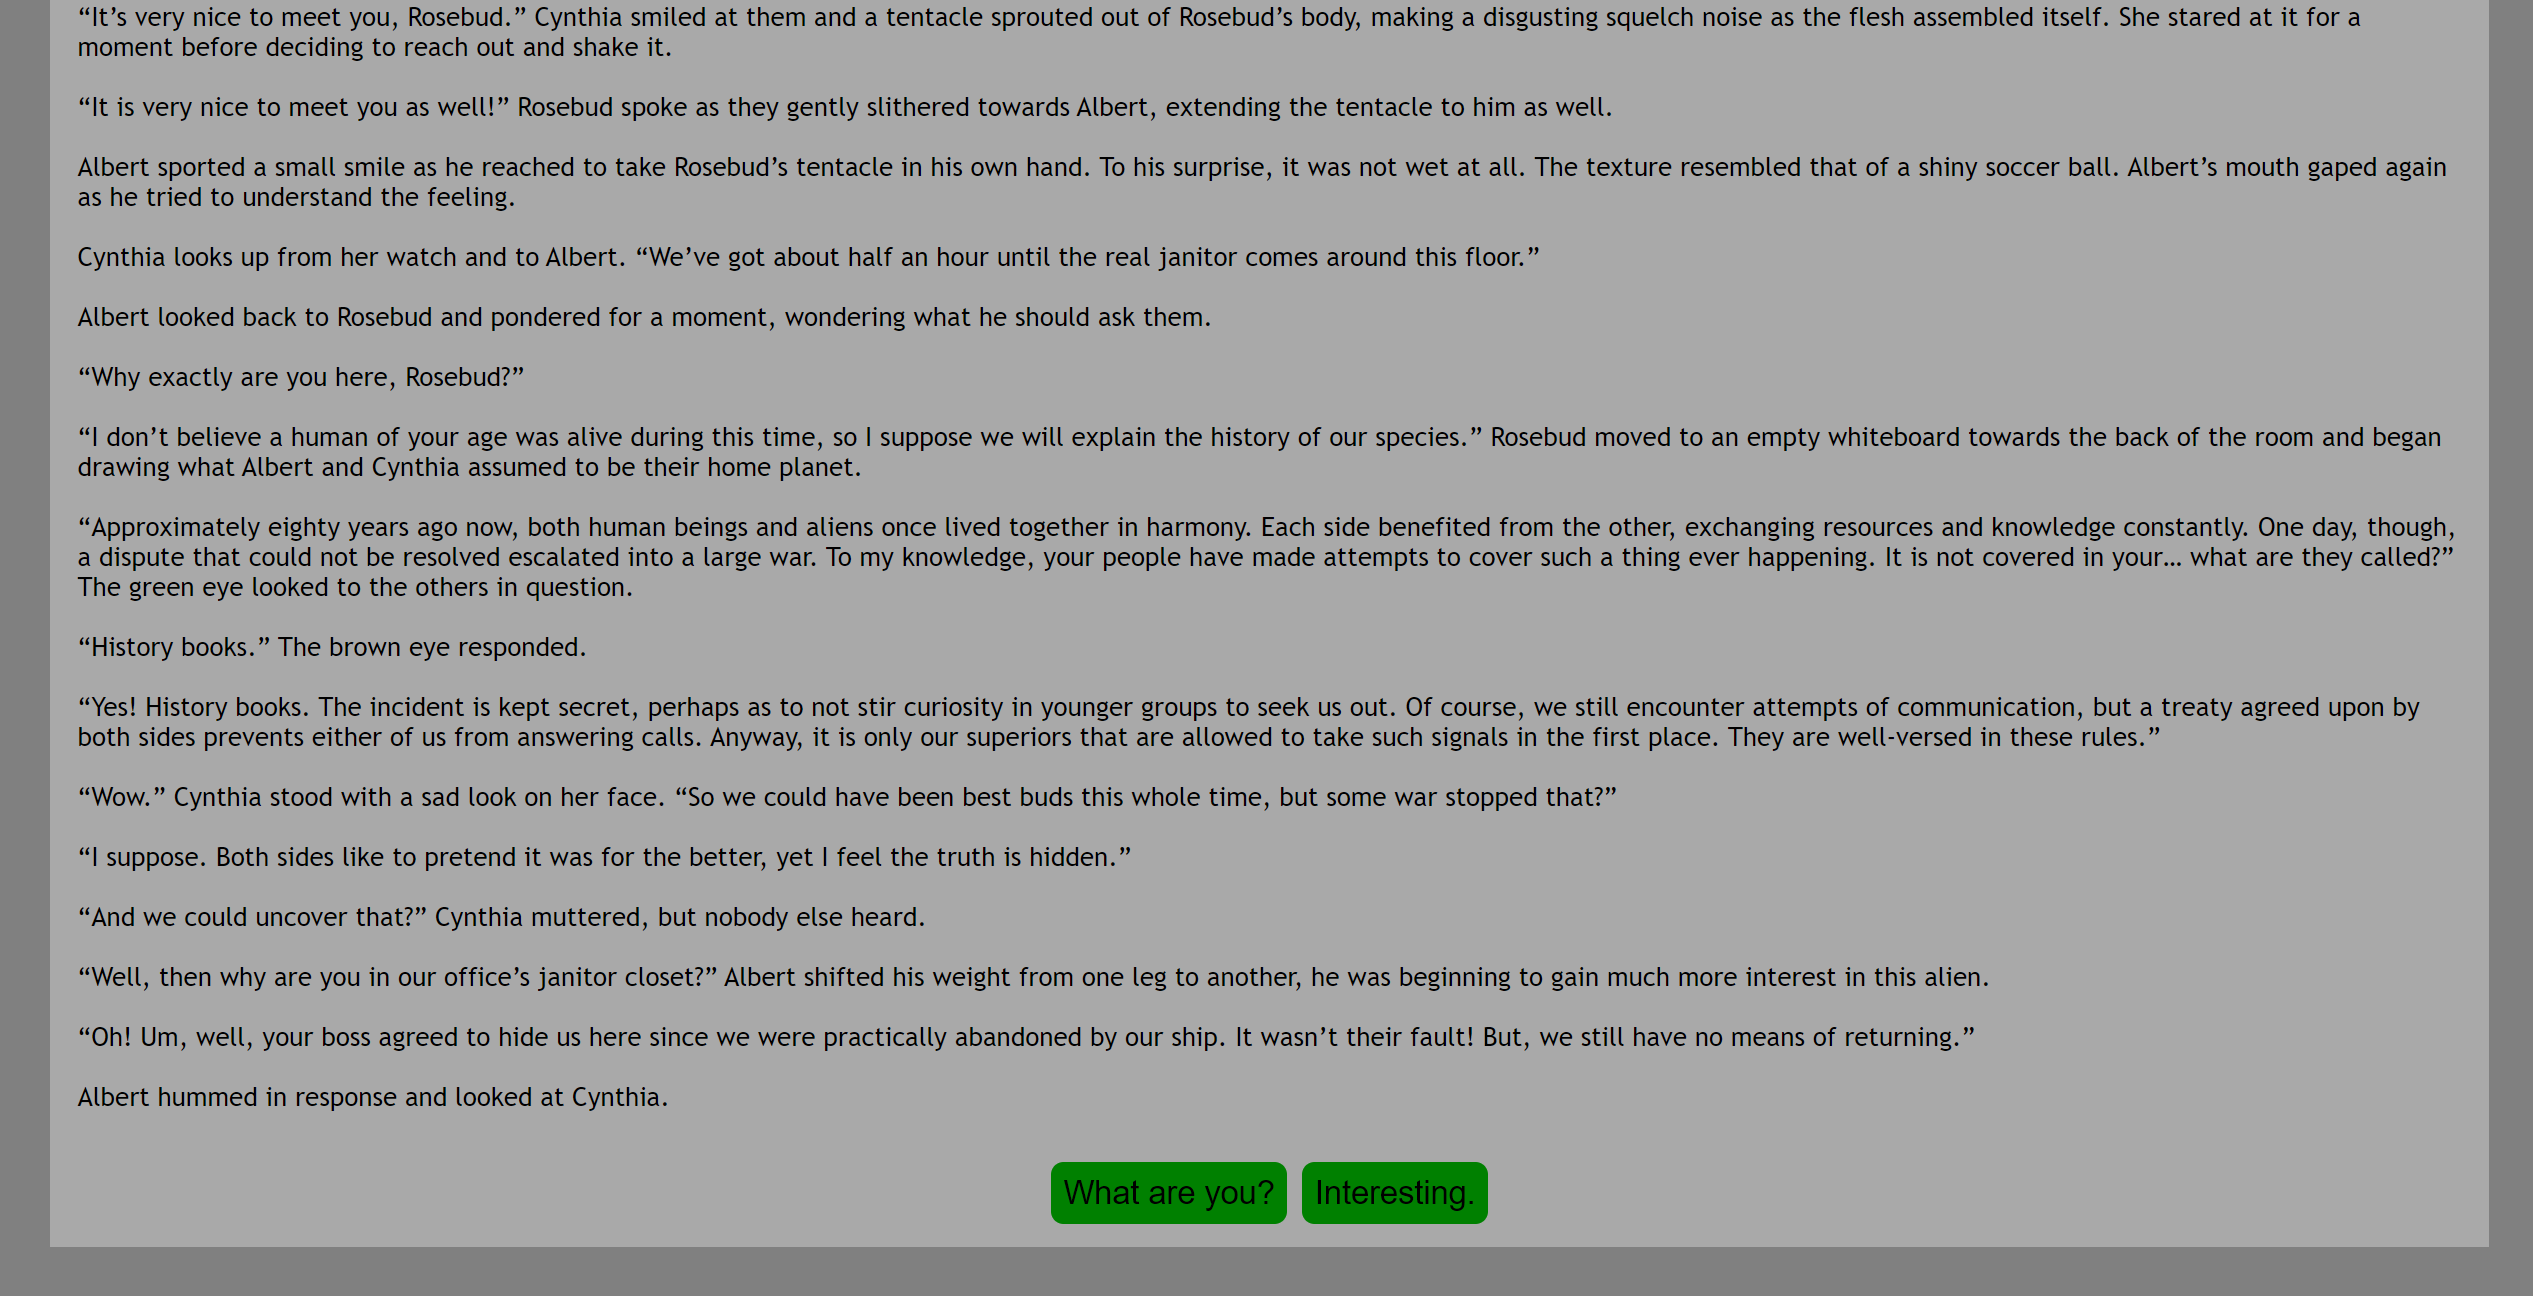 “It’s very nice to meet you, Rosebud.” Cynthia smiled at them and a tentacle sprouted out of Rosebud’s body, making a disgusting squelch noise as the flesh assembled itself. She stared at it for a
moment before deciding to reach out and shake it.
“It is very nice to meet you as well!” Rosebud spoke as they gently slithered towards Albert, extending the tentacle to him as well.
Albert sported a small smile as he reached to take Rosebud’s tentacle in his own hand. To his surprise, it was not wet at all. The texture resembled that of a shiny soccer ball. Albert’s mouth gaped again
as he tried to understand the feeling.
Cynthia looks up from her watch and to Albert. “We’ve got about half an hour until the real janitor comes around this floor.”
Albert looked back to Rosebud and pondered for a moment, wondering what he should ask them.
“Why exactly are you here, Rosebud?”
“I don’t believe a human of your age was alive during this time, so I suppose we will explain the history of our species.” Rosebud moved to an empty whiteboard towards the back of the room and began
drawing what Albert and Cynthia assumed to be their home planet.
“Approximately eighty years ago now, both human beings and aliens once lived together in harmony. Each side benefited from the other, exchanging resources and knowledge constantly. One day, though,
a dispute that could not be resolved escalated into a large war. To my knowledge, your people have made attempts to cover such a thing ever happening. It is not covered in your… what are they called?”
The green eye looked to the others in question.
“History books.” The brown eye responded.
“Yes! History books. The incident is kept secret, perhaps as to not stir curiosity in younger groups to seek us out. Of course, we still encounter attempts of communication, but a treaty agreed upon by
both sides prevents either of us from answering calls. Anyway, it is only our superiors that are allowed to take such signals in the first place. They are well-versed in these rules.”
“Wow.” Cynthia stood with a sad look on her face. “So we could have been best buds this whole time, but some war stopped that?”
“I suppose. Both sides like to pretend it was for the better, yet I feel the truth is hidden.”
“And we could uncover that?” Cynthia muttered, but nobody else heard.
“Well, then why are you in our office’s janitor closet?” Albert shifted his weight from one leg to another, he was beginning to gain much more interest in this alien.
“Oh! Um, well, your boss agreed to hide us here since we were practically abandoned by our ship. It wasn’t their fault! But, we still have no means of returning.”
Albert hummed in response and looked at Cynthia.
What are you? Interesting.